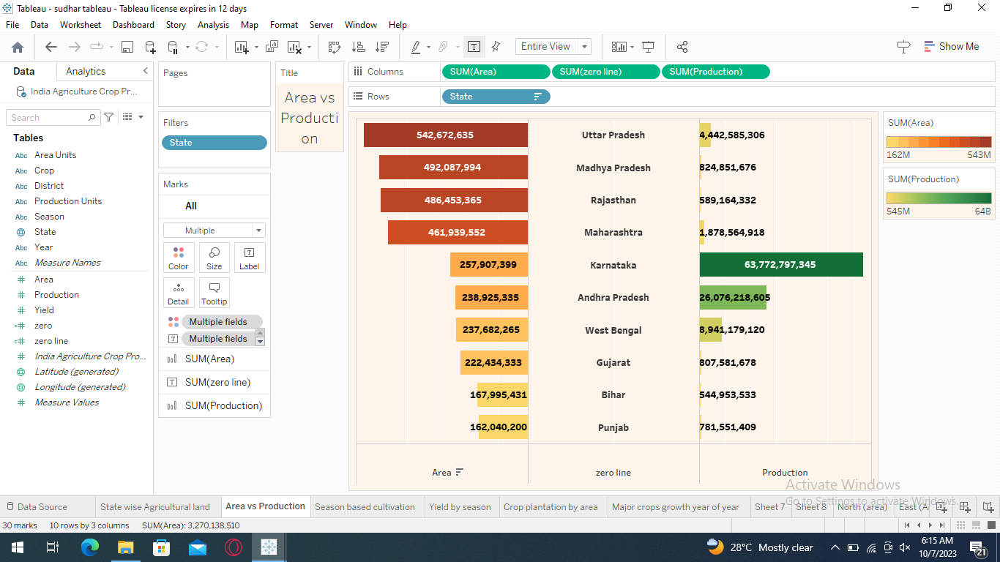 Tableau - sudhar tableau - Tableau license expires in 12 days
File Data Worksheet Dashboard Story Analysis Map Format Server Window Help
Entire View
Show Me
Data Analytics
India Agriculture Crop Pr...
Search
Tables
Abc Area Units
Abc Crop
Abc District
Abc Production Units
Abc Season
State
Abc Year
Abc Measure Names
Area
Production
Yield
zero
zero line
India Agriculture Crop Pro...
Latitude (generated)
Longitude (generated)
Measure Values
Pages
Filters
State
Marks
All
Multiple
Color Size Label
Detail Tooltip
Multiple fields
Multiple fields
SUM(Area)
SUM(zero line)
SUM(Production)
Title
Area vs
Producti
on
Columns SUM(Area) SUM(zero line) SUM(Production)
Rows State
542,672,635 Uttar Pradesh 4,442,585,306
492,087,994 Madhya Pradesh 824,851,676
486,453,365 Rajasthan 589,164,332
461,939,552 Maharashtra 1,878,564,918
257,907,399 Karnataka 63,772,797,345
238,925,335 Andhra Pradesh 26,076,218,605
237,682,265 West Bengal 8,941,179,120
222,434,333 Gujarat 807,581,678
167,995,431 Bihar 544,953,533
162,040,200 Punjab 781,551,409
Area zero line Production
SUM(Area)
162M 543M
SUM(Production)
545M 64B
Activate Windows
Go to Settings to activate Windows.
Data Source State wise Agricultural land Area vs Production Season based cultivation Yield by season Crop plantation by area Major crops growth year of year Sheet 7 Sheet 8 North (area) East (A
30 marks 10 rows by 3 columns SUM(Area): 3,270,138,510
28°C Mostly clear
6:15 AM
10/7/2023
21